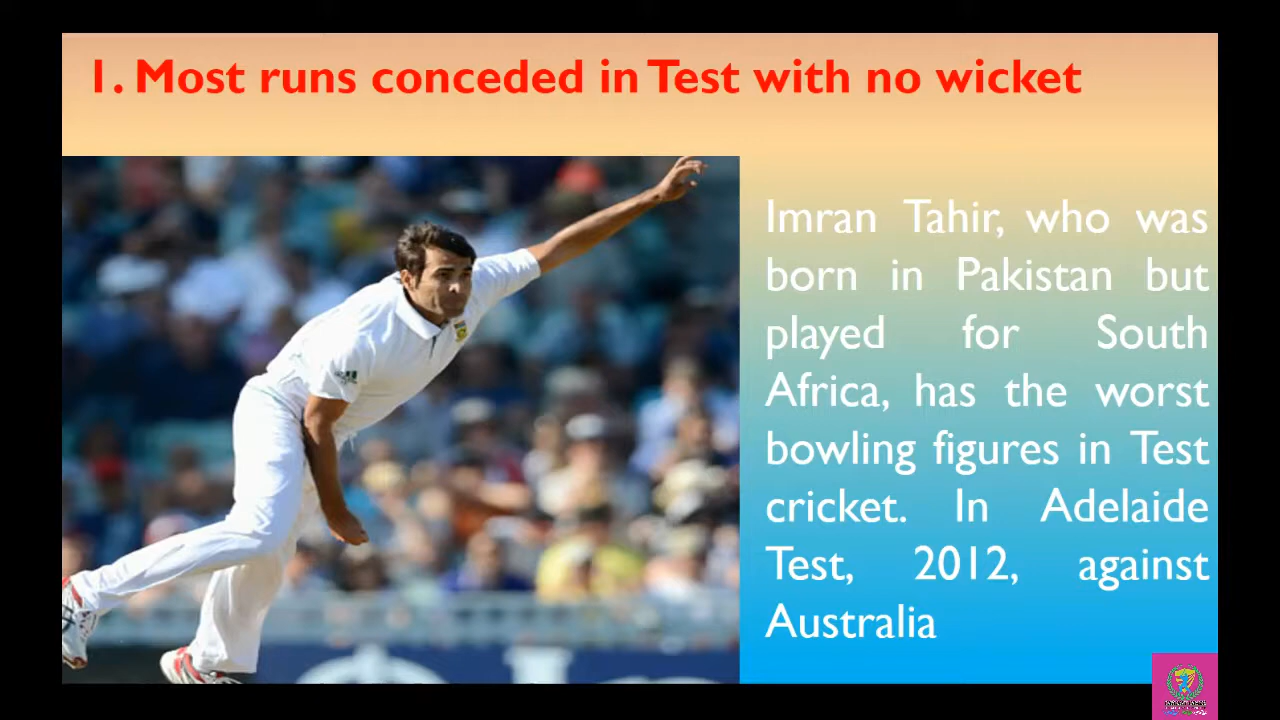 1. Most runs conceded in Test with no wicket
Imran Tahir, who was
born in Pakistan but
played for South
Africa, has the worst
bowling figures in Test
cricket. In Adelaide
Test, 2012, against
Australia